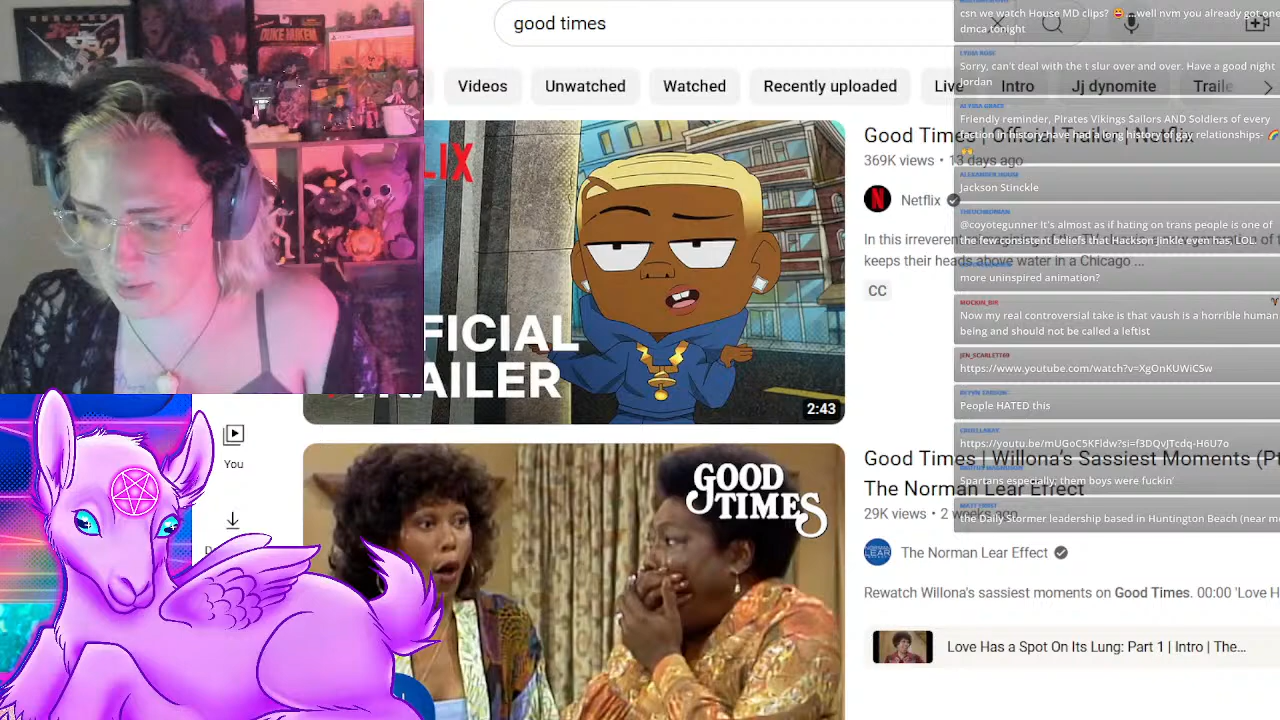 good times
Videos
Unwatched
Watched
Recently uploaded
Live
Intro
Jj dynomite
DUKE NUKEM
LIX
FICIAL
AILER
2:43
Good Times | Official Trailer | Netflix
369K views • 13 days ago
Netflix
keeps their heads above water in a Chicago ...
CC
You
GOOD
TIMES
Good Times | Willona's Sassiest Moments (Pt
The Norman Lear Effect
29K views • 2 weeks ago
The Norman Lear Effect
Rewatch Willona's sassiest moments on Good Times. 00:00 'Love H
Love Has a Spot On Its Lung: Part 1 | Intro | The...
csn we watch House MD clips? 😄 ...well nvm you already got one
dmca tonight
LYDIA ROSE
Sorry, can't deal with the t slur over and over. Have a good night
Jordan
ALYSSA GRACE
Friendly reminder, Pirates Vikings Sailors AND Soldiers of every
faction in history have had a long history of gay relationships- 🌈
🙌
Jackson Stinckle
@coyotegunner It's almost as if hating on trans people is one of
the few consistent beliefs that Hackson Jinkle even has, LOL.
more uninspired animation?
MOCKIN_BIR
Now my real controversial take is that vaush is a horrible human
being and should not be called a leftist
JEN_SCARLETT69
https://www.youtube.com/watch?v=XgOnKUWiCSw
People HATED this
https://youtu.be/mUGoC5KFldw?si=f3DQvJTcdq-H6U7o
Spartans especially; them boys were fuckin'
the Daily Stormer leadership based in Huntington Beach (near m